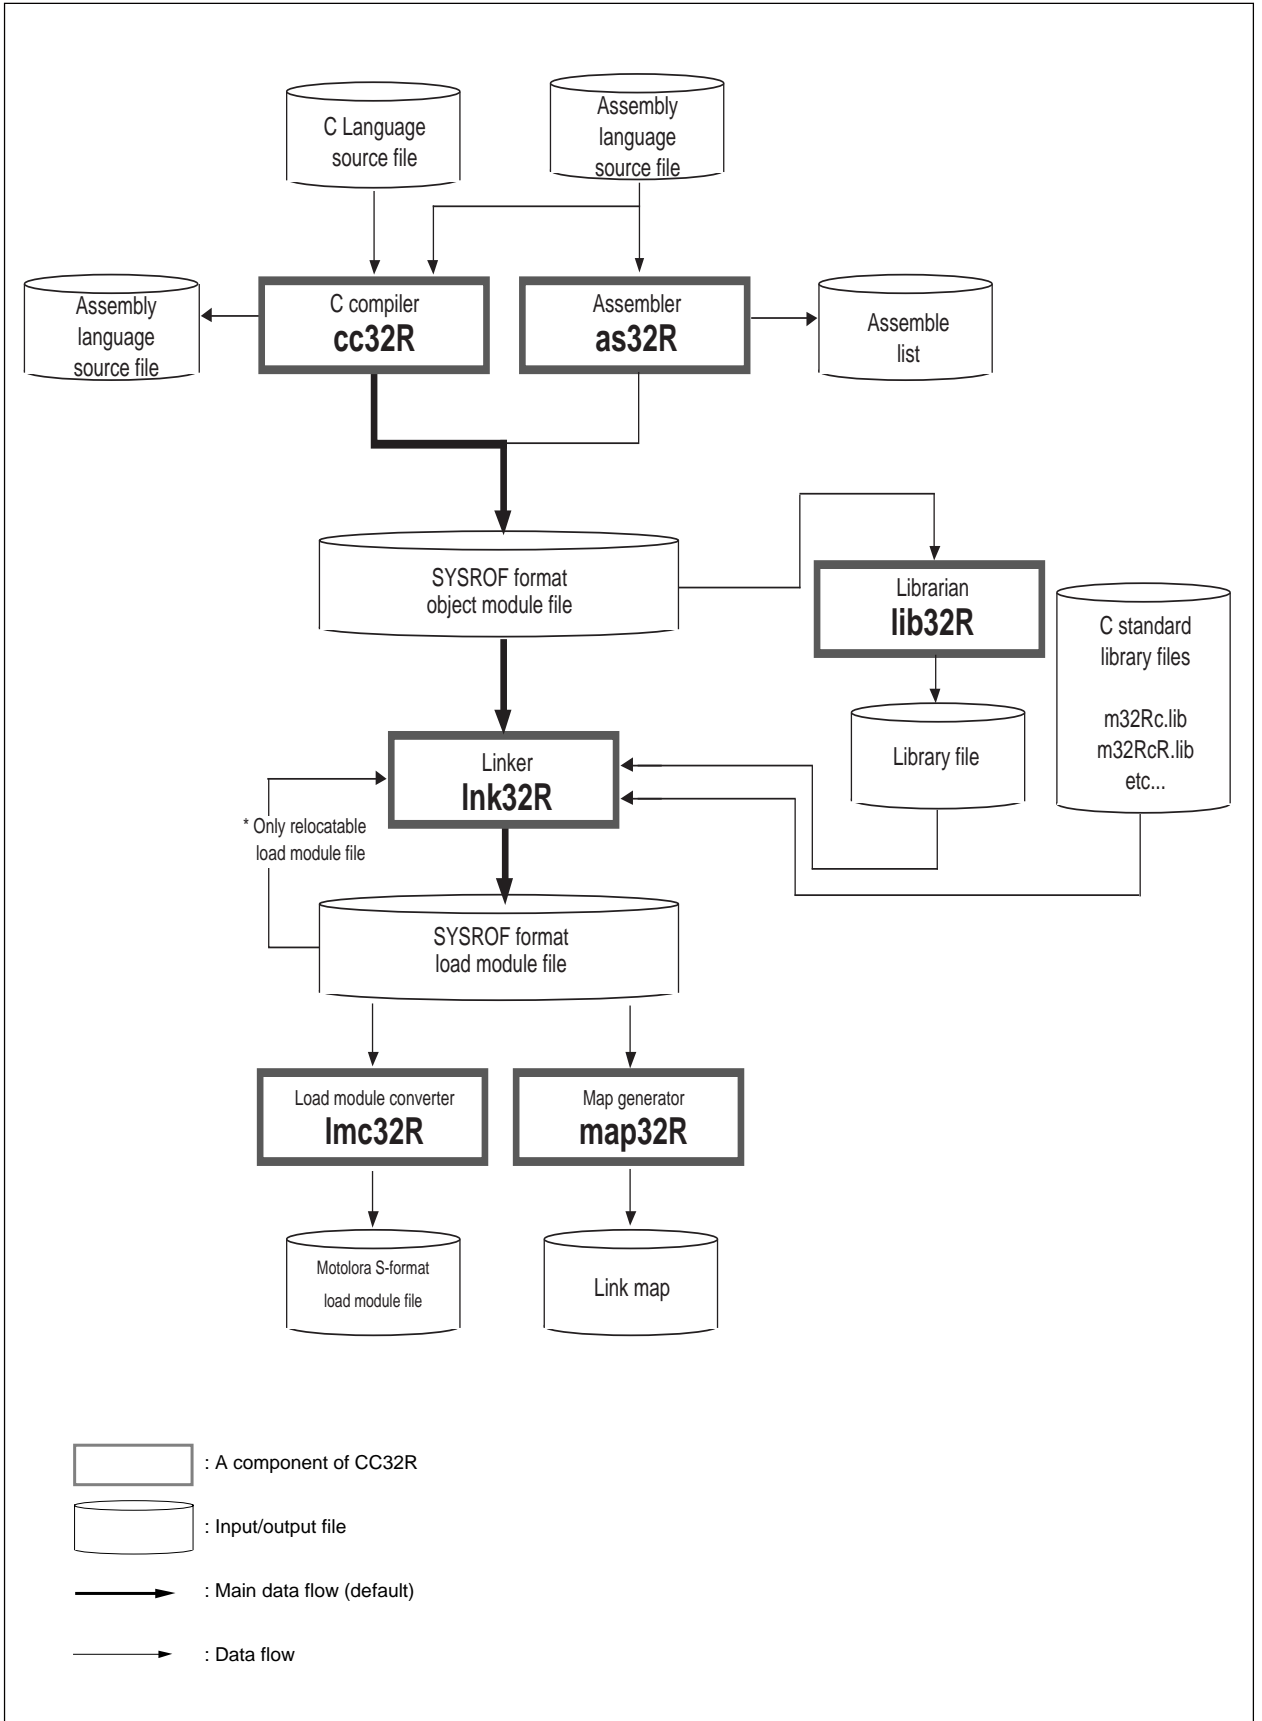 C Language
source file
Assembly
language
source file
Assembly
language
source file
C compiler
cc32R
Assembler
as32R
Assemble
list
SYSROF format
object module file
Librarian
lib32R
C standard
library files
m32Rc.lib
m32RcR.lib
etc...
Library file
Linker
lnk32R
* Only relocatable
load module file
SYSROF format
load module file
Load module converter
lmc32R
Map generator
map32R
Motolora S-format
load module file
Link map
: A component of CC32R
: Input/output file
: Main data flow (default)
: Data flow